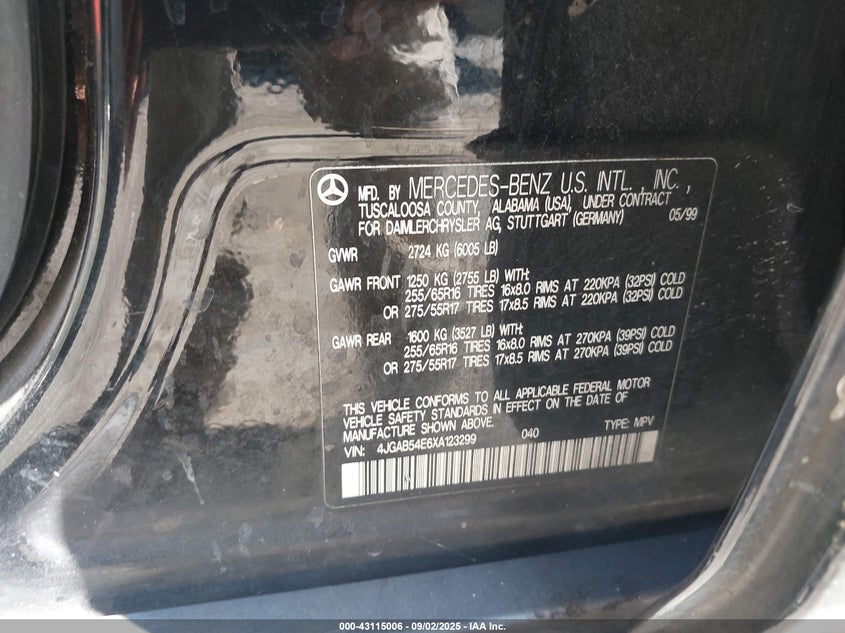 MFD. BY MERCEDES-BENZ U.S. INTL., INC.,
TUSCALOOSA COUNTY, ALABAMA (USA), UNDER CONTRACT
FOR DAIMLERCHRYSLER AG, STUTTGART (GERMANY) 05/99
GVWR 2724 KG (6005 LB)
GAWR FRONT 1250 KG (2755 LB) WITH:
255/65R16 TIRES 16x8.0 RIMS AT 220KPA (32PSI) COLD
OR 275/55R17 TIRES 17x8.5 RIMS AT 220KPA (32PSI) COLD
GAWR REAR 1600 KG (3527 LB) WITH:
255/65R16 TIRES 16x8.0 RIMS AT 270KPA (39PSI) COLD
OR 275/55R17 TIRES 17x8.5 RIMS AT 270KPA (39PSI) COLD
THIS VEHICLE CONFORMS TO ALL APPLICABLE FEDERAL MOTOR
VEHICLE SAFETY STANDARDS IN EFFECT ON THE DATE OF
MANUFACTURE SHOWN ABOVE.
VIN: 4JGAB54E6XA123299 040 TYPE: MPV
000-43115006 - 09/02/2025 - IAA Inc.